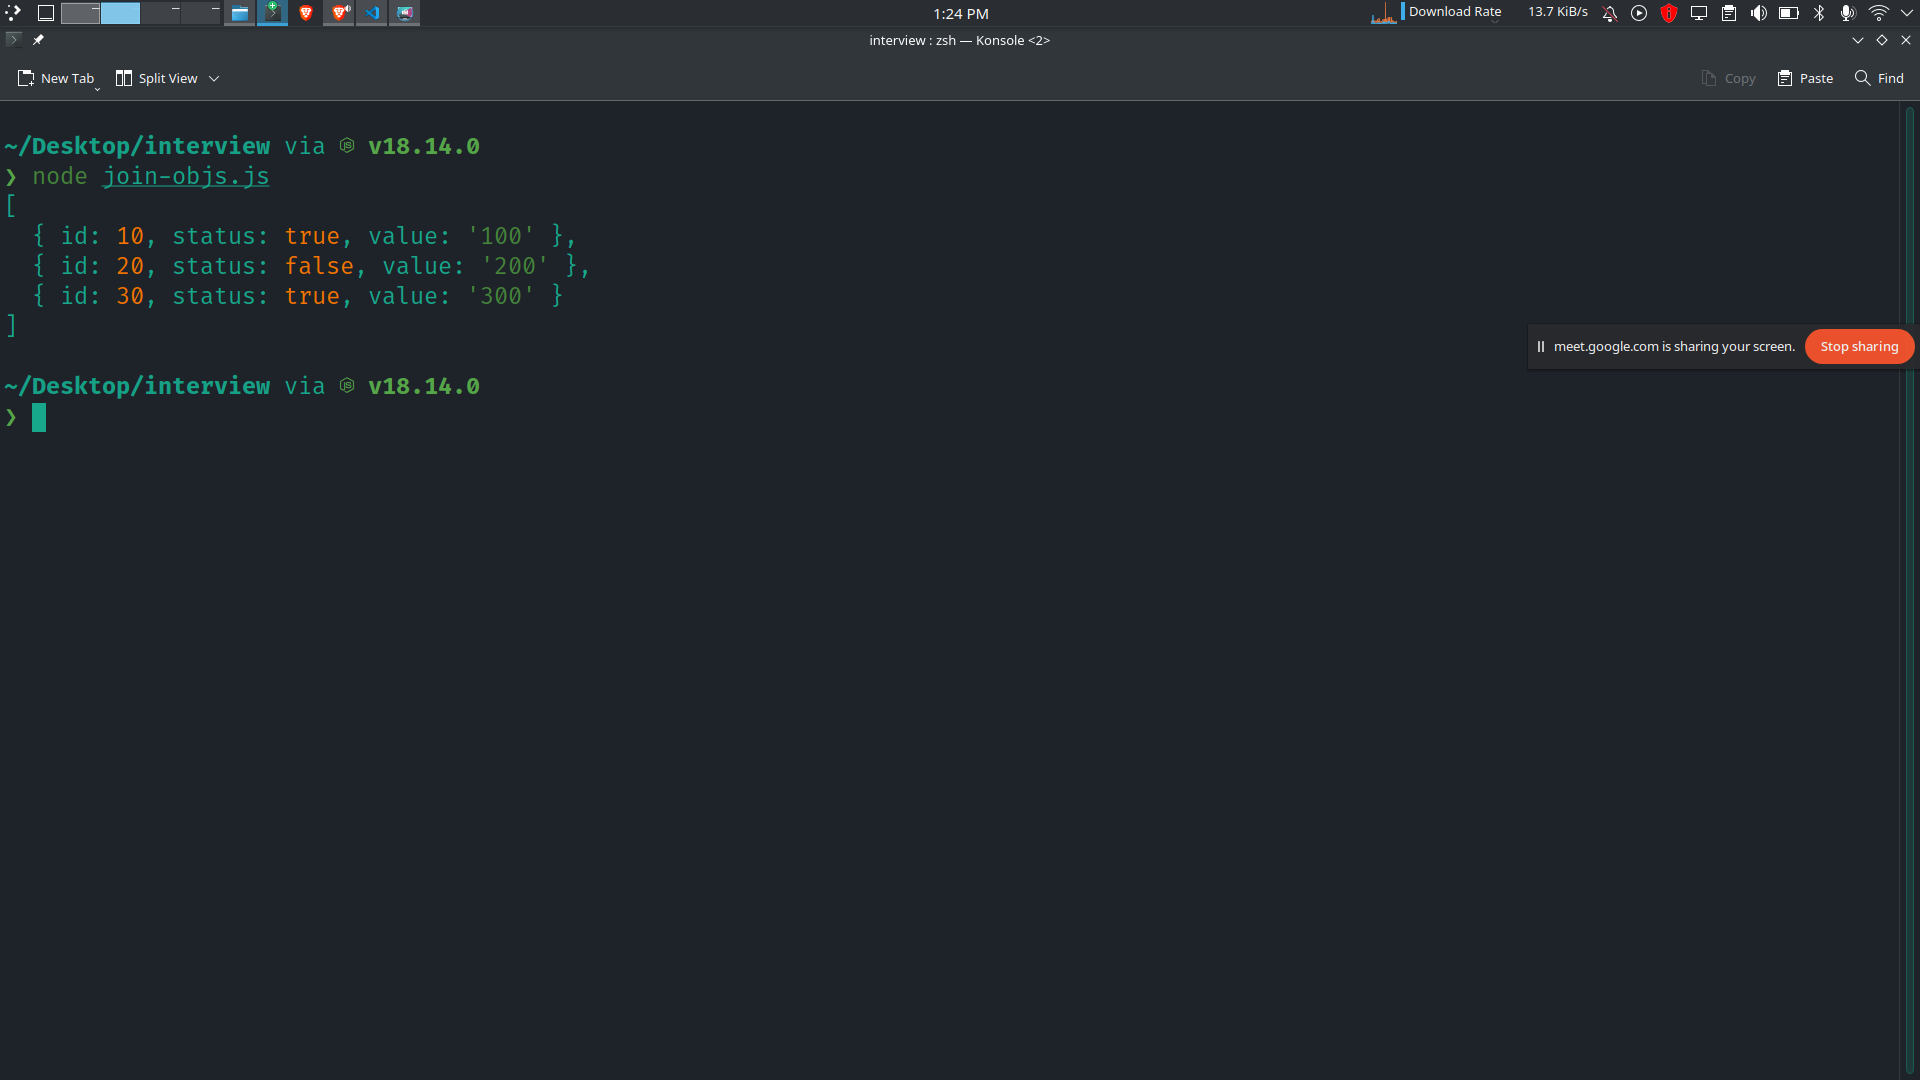 1:24 PM
Download Rate 13.7 KiB/s
interview : zsh — Konsole <2>
New Tab Split View Copy Paste Find
~/Desktop/interview via v18.14.0
❯ node join-objs.js
[
  { id: 10, status: true, value: '100' },
  { id: 20, status: false, value: '200' },
  { id: 30, status: true, value: '300' }
]
meet.google.com is sharing your screen. Stop sharing
~/Desktop/interview via v18.14.0
❯